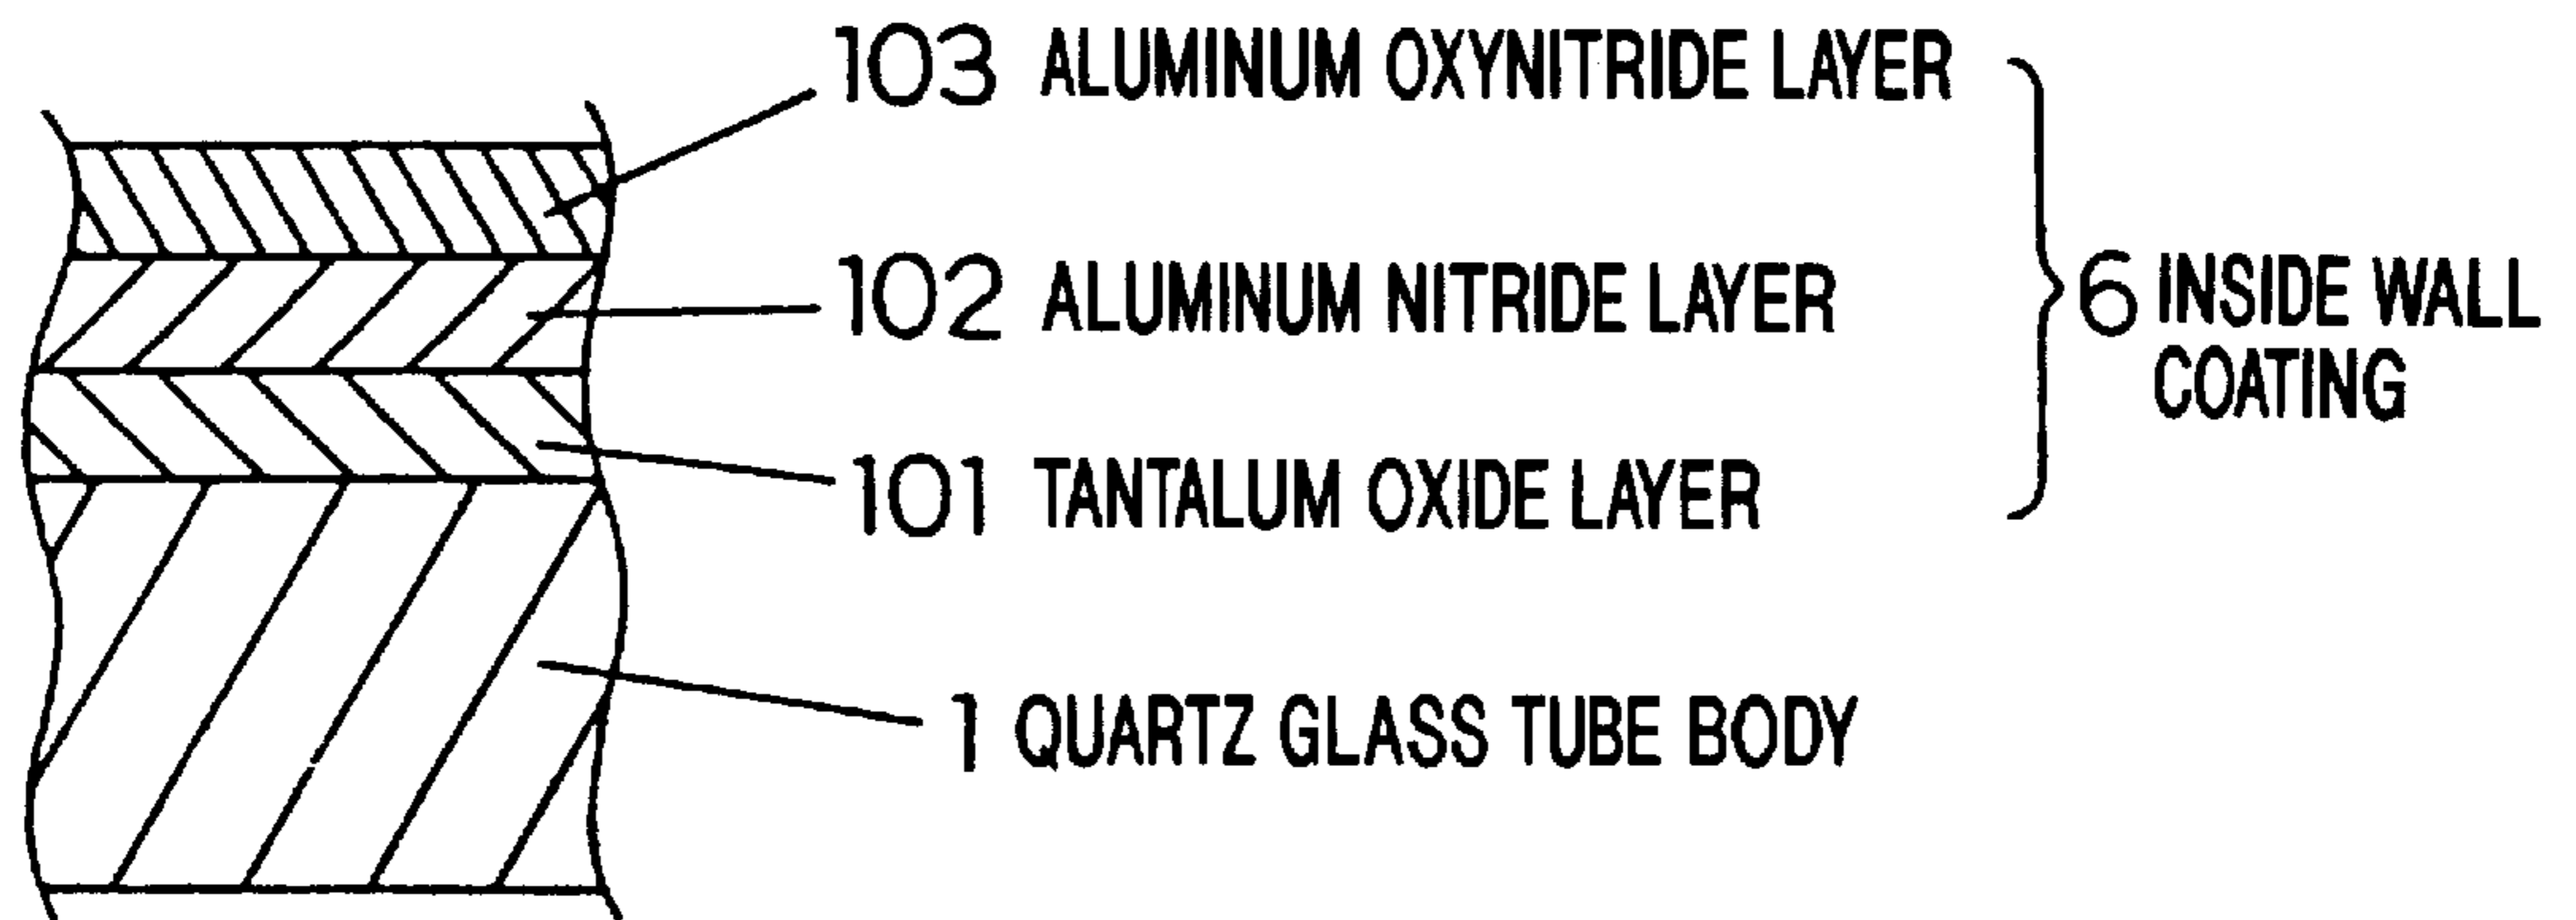 103 ALUMINUM OXYNITRIDE LAYER
102 ALUMINUM NITRIDE LAYER
6 INSIDE WALL
COATING
101 TANTALUM OXIDE LAYER
1 QUARTZ GLASS TUBE BODY